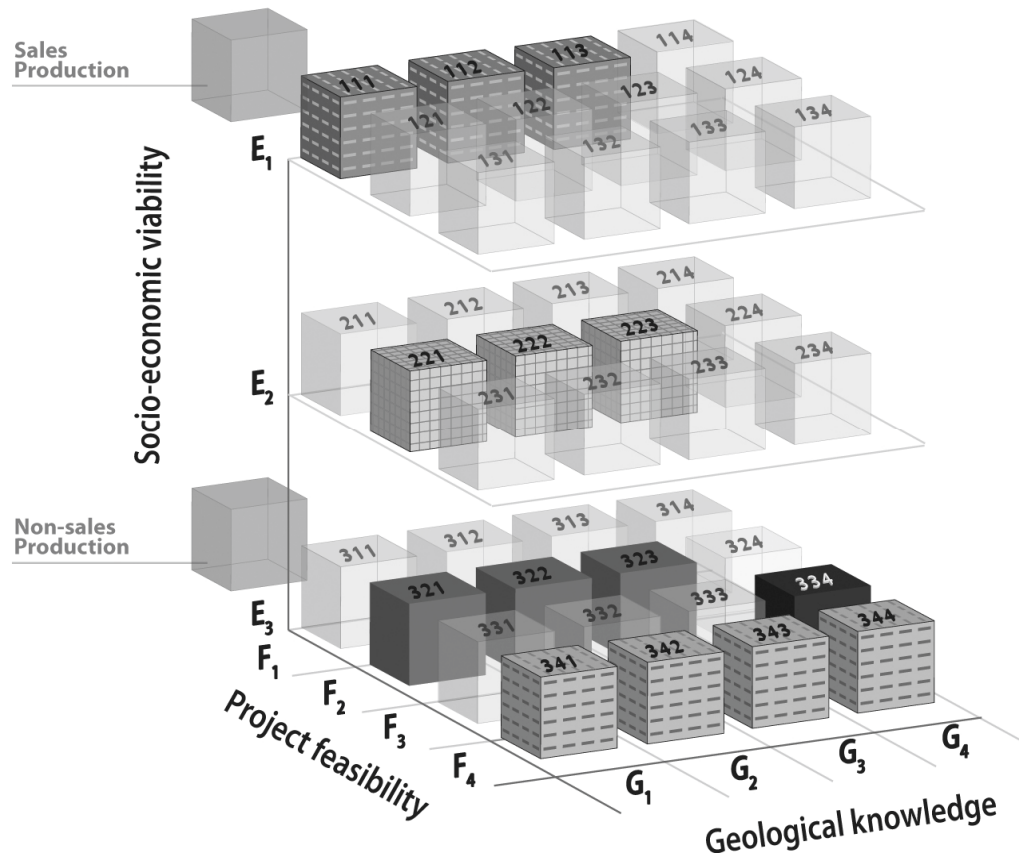 Sales
Production
111
112
113
114
121
122
123
124
131
132
133
134
E1
Socio-economic viability
211
212
213
214
221
222
223
224
231
232
233
234
E2
Non-sales
Production
311
312
313
314
321
322
323
324
331
332
333
334
341
342
343
344
E3
F1
F2
F3
F4
Project feasibility
G1
G2
G3
G4
Geological knowledge